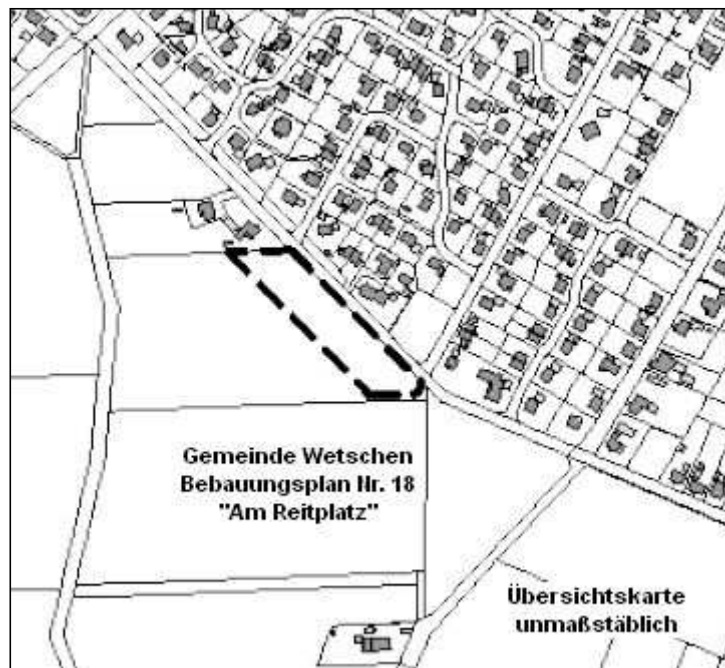 Gemeinde Wetschen
Bebauungsplan Nr. 18
"Am Reitplatz"
Übersichtskarte
unmaßstäblich